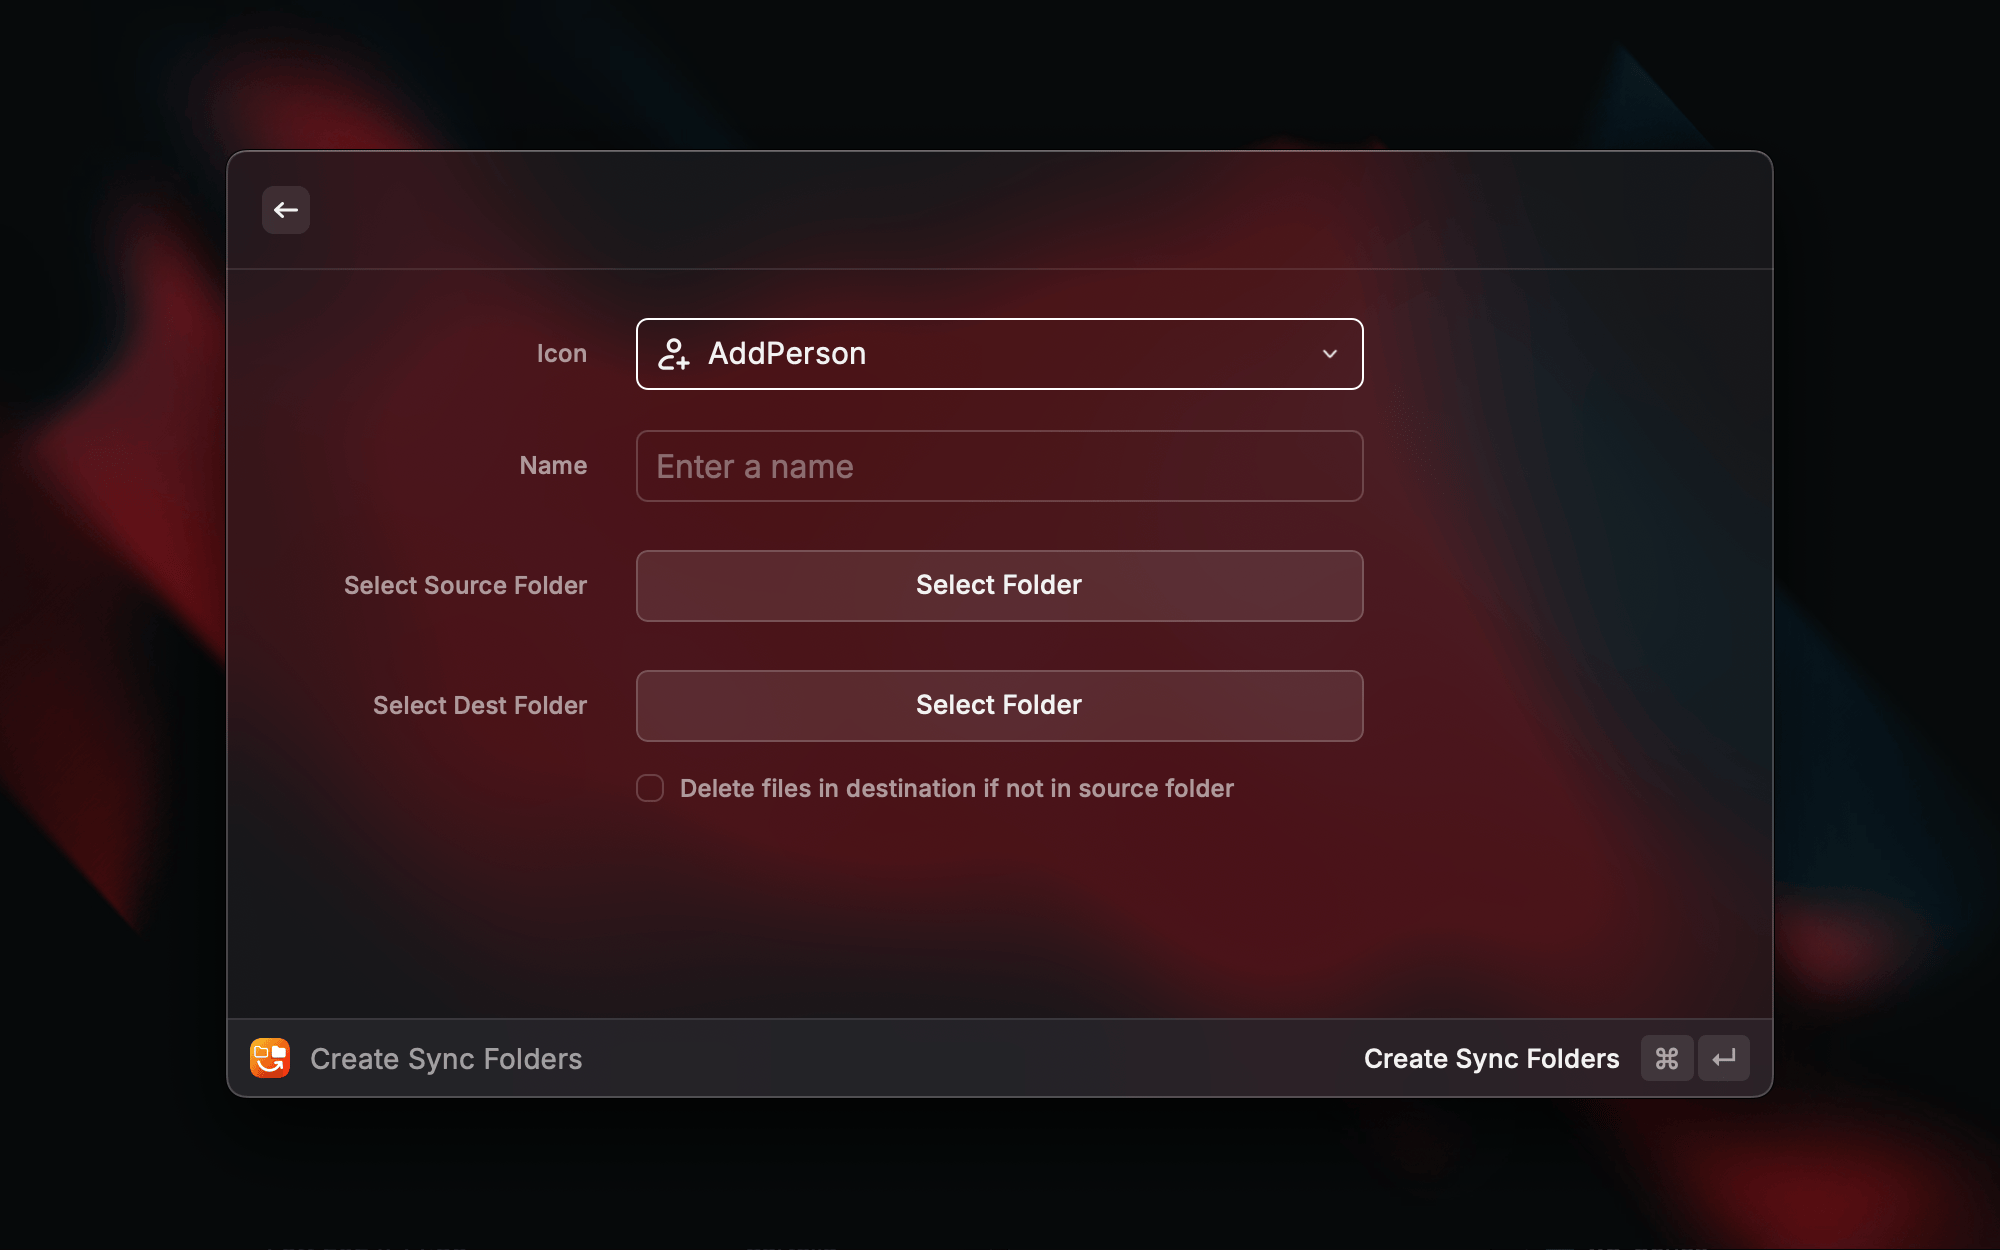 Icon
AddPerson
Name
Enter a name
Select Source Folder
Select Folder
Select Dest Folder
Select Folder
Delete files in destination if not in source folder
Create Sync Folders
Create Sync Folders ⌘ ↵